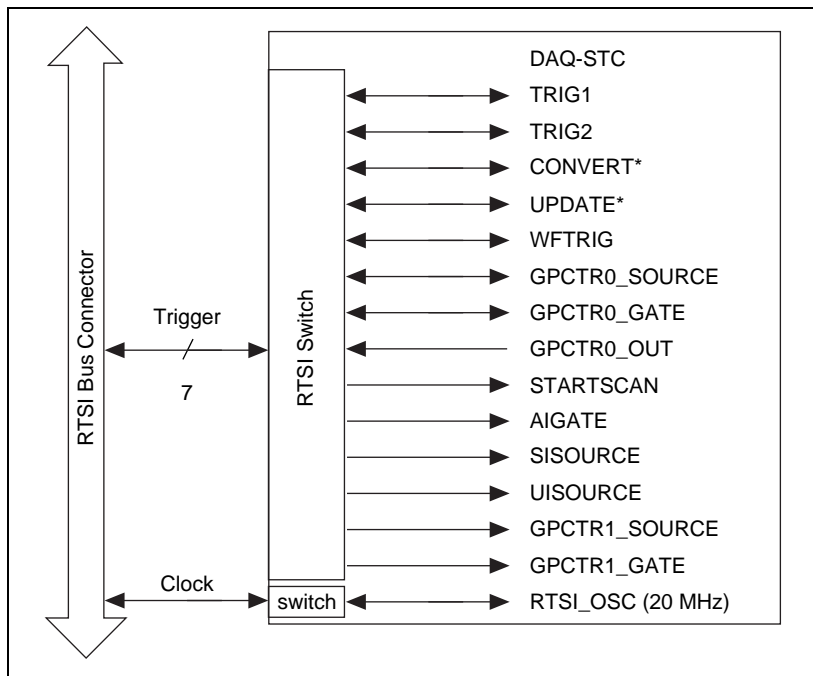 DAQ-STC
TRIG1
TRIG2
CONVERT*
UPDATE*
WFTRIG
GPCTR0_SOURCE
GPCTR0_GATE
GPCTR0_OUT
STARTSCAN
AIGATE
SISOURCE
UISOURCE
GPCTR1_SOURCE
GPCTR1_GATE
RTSI_OSC (20 MHz)
RTSI Bus Connector
Trigger
7
RTSI Switch
Clock
switch